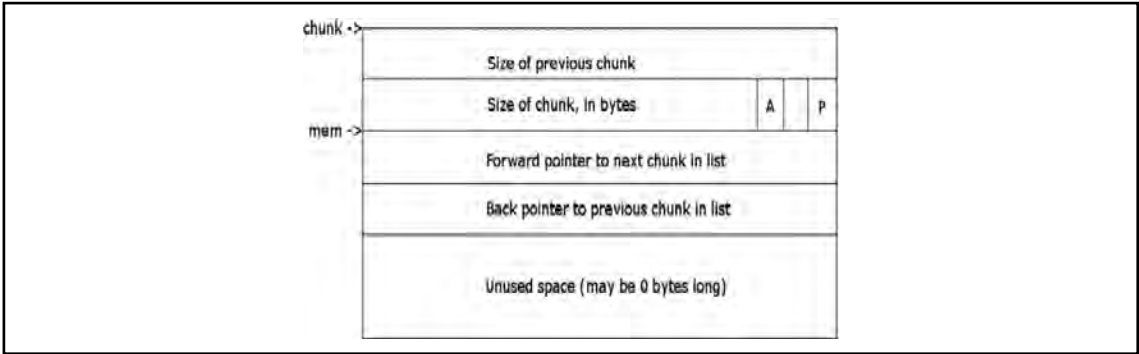 chunk ->
Size of previous chunk
Size of chunk, in bytes A P
mem ->
Forward pointer to next chunk in list
Back pointer to previous chunk in list
Unused space (may be 0 bytes long)